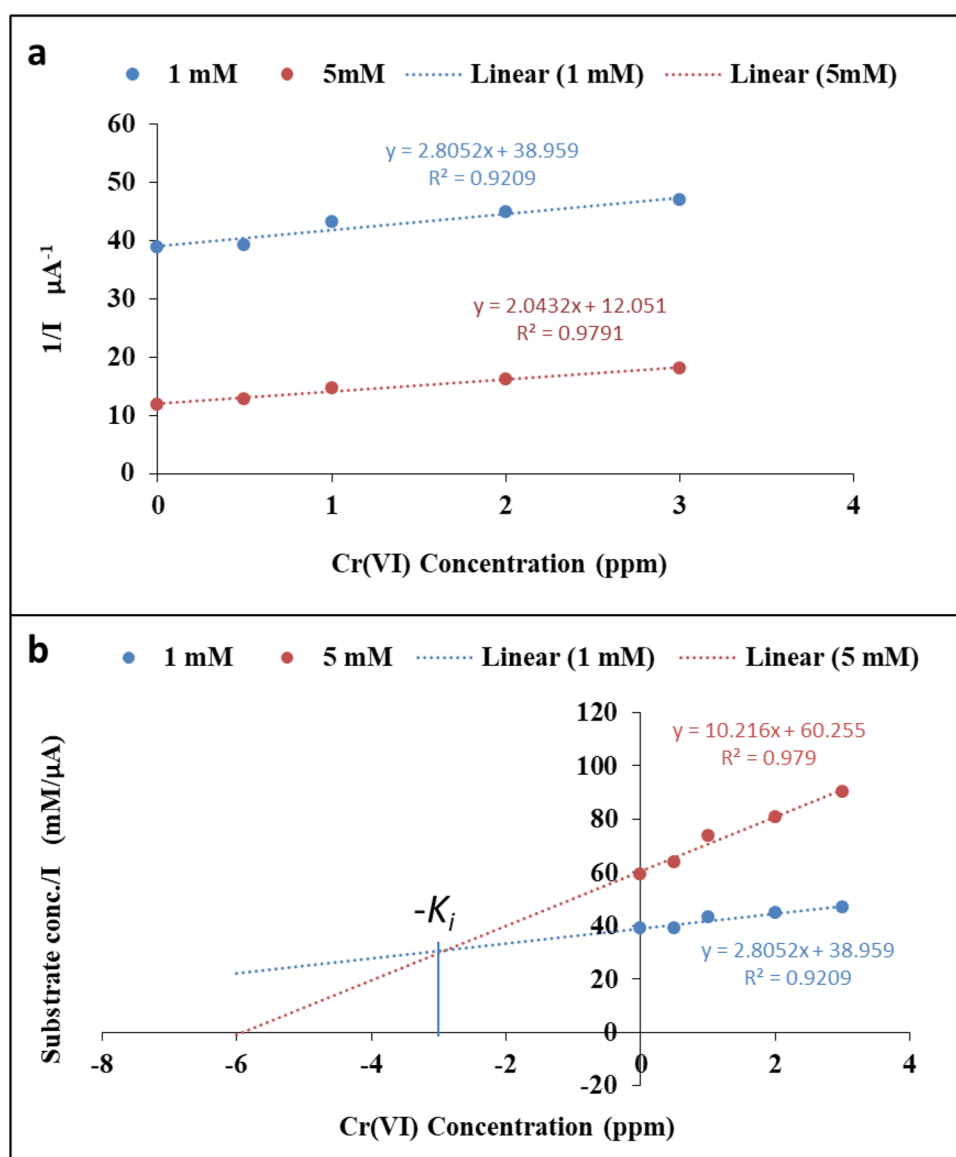 a
1 mM 5mM Linear (1 mM) Linear (5mM)
60
50
40
30
20
10
0
y = 2.8052x + 38.959
R² = 0.9209
y = 2.0432x + 12.051
R² = 0.9791
1/I μA⁻¹
0 1 2 3 4
Cr(VI) Concentration (ppm)
b
1 mM 5 mM Linear (1 mM) Linear (5 mM)
120
100
80
60
40
20
0
-20
y = 10.216x + 60.255
R² = 0.979
-Kᵢ
y = 2.8052x + 38.959
R² = 0.9209
Substrate conc./I (mM/μA)
-8 -6 -4 -2 0 2 4
Cr(VI) Concentration (ppm)